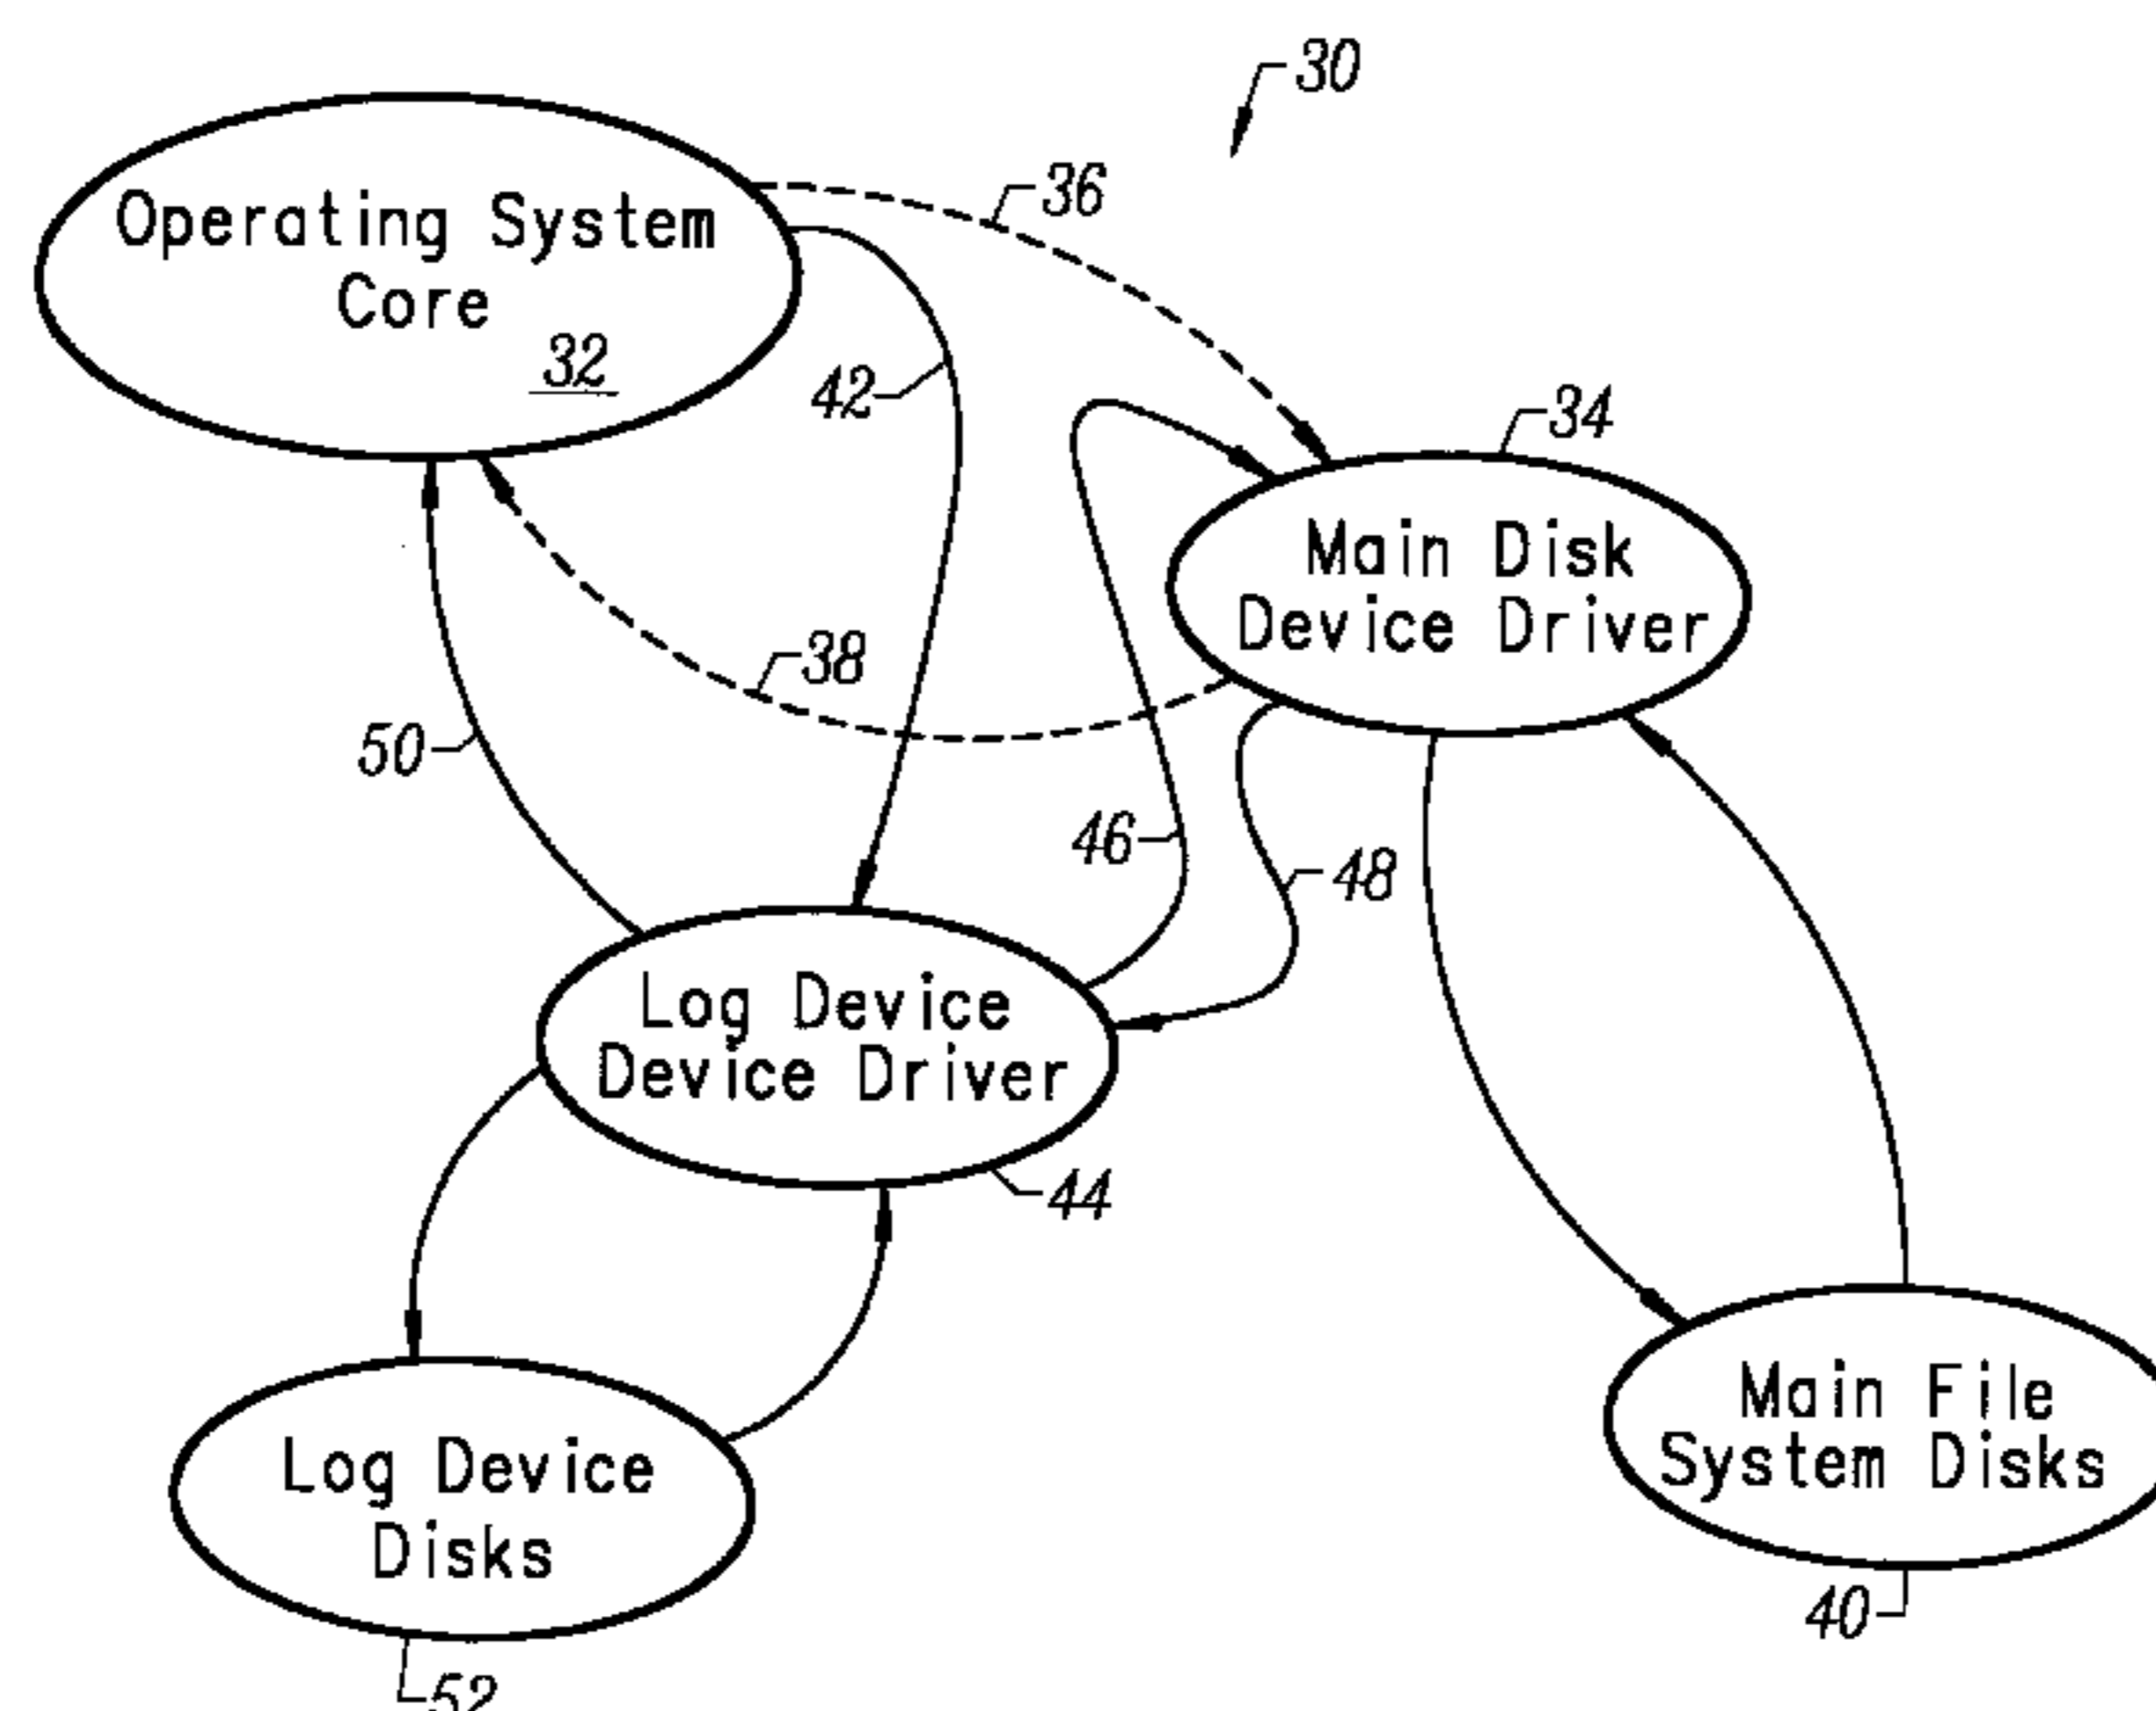 30
36
Operating System
Core
32
42
34
Main Disk
Device Driver
38
50
46
48
Log Device
Device Driver
44
Main File
System Disks
Log Device
Disks
40
52